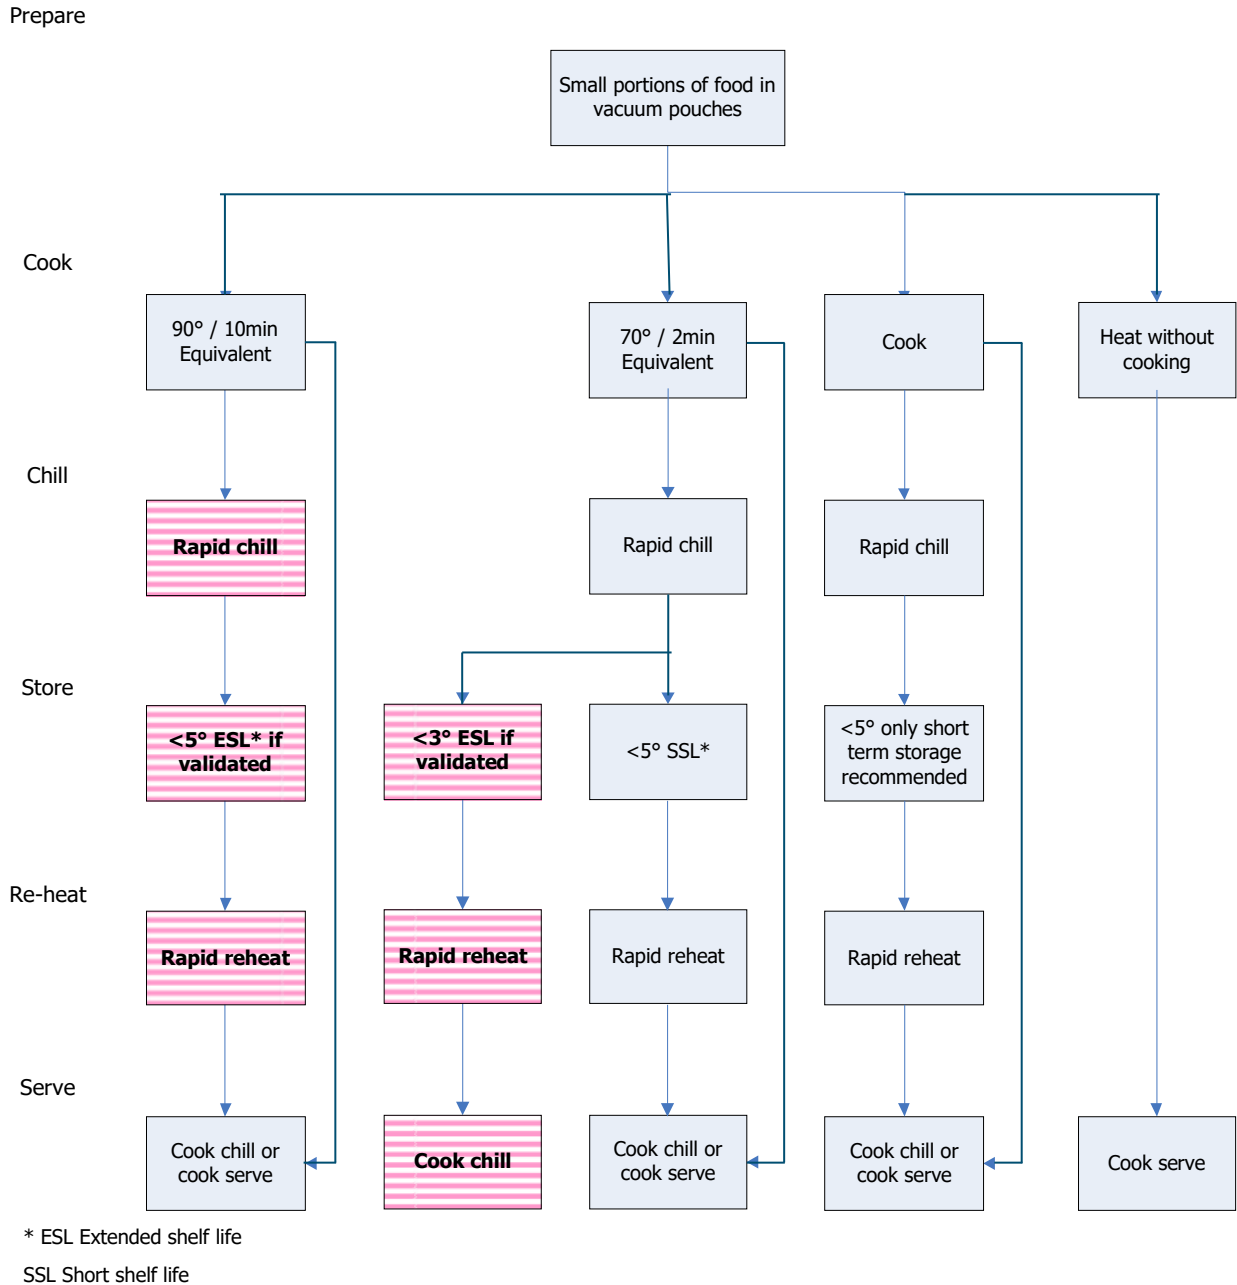 Prepare
Small portions of food in
vacuum pouches
Cook
90° / 10min
Equivalent
70° / 2min
Equivalent
Cook
Heat without
cooking
Chill
Rapid chill
Rapid chill
Rapid chill
Store
<5° ESL* if
validated
<3° ESL if
validated
<5° SSL*
<5° only short
term storage
recommended
Re-heat
Rapid reheat
Rapid reheat
Rapid reheat
Rapid reheat
Serve
Cook chill or
cook serve
Cook chill
Cook chill or
cook serve
Cook chill or
cook serve
Cook serve
* ESL Extended shelf life
SSL Short shelf life